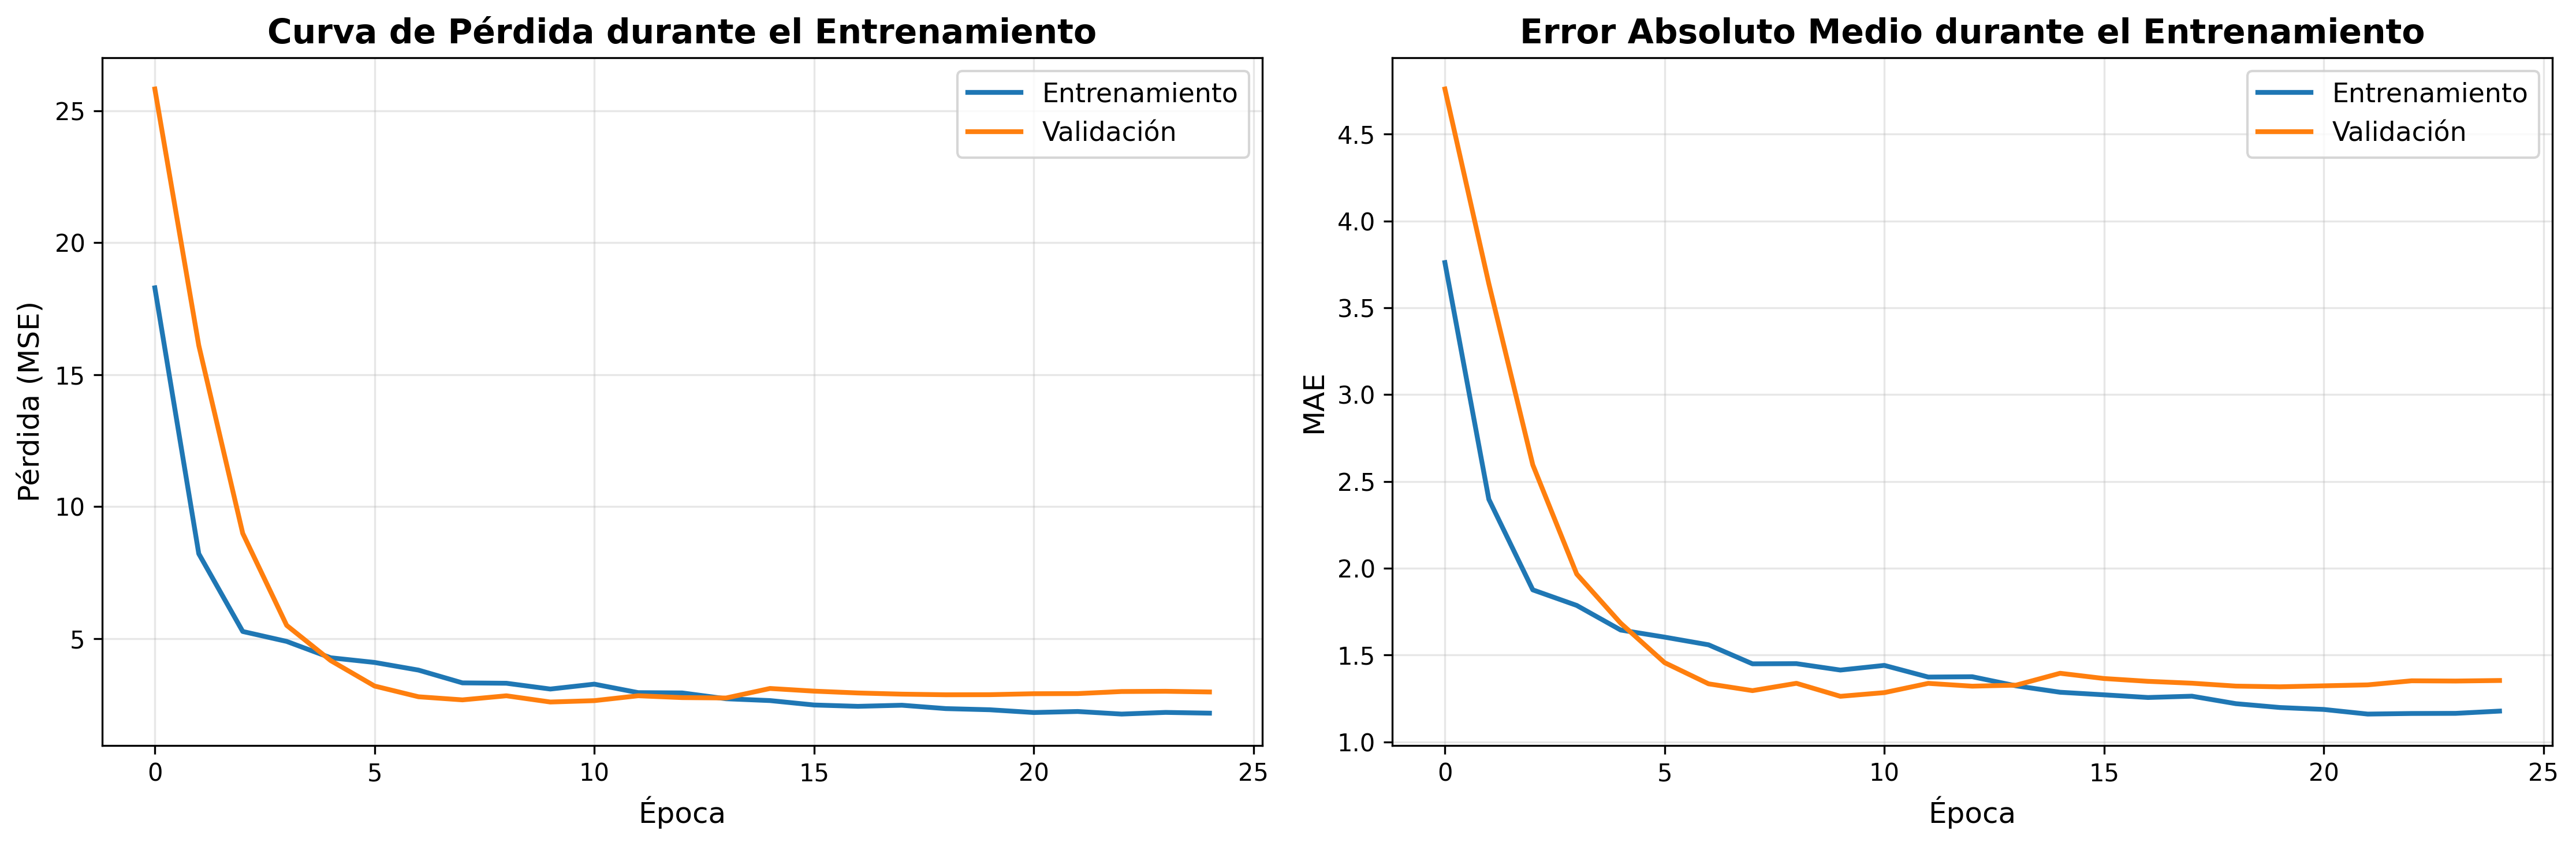 Curva de Pérdida durante el Entrenamiento
Pérdida (MSE)
25
20
15
10
5
0
5
10
15
20
25
Época
Entrenamiento
Validación
Error Absoluto Medio durante el Entrenamiento
MAE
4.5
4.0
3.5
3.0
2.5
2.0
1.5
1.0
0
5
10
15
20
25
Época
Entrenamiento
Validación